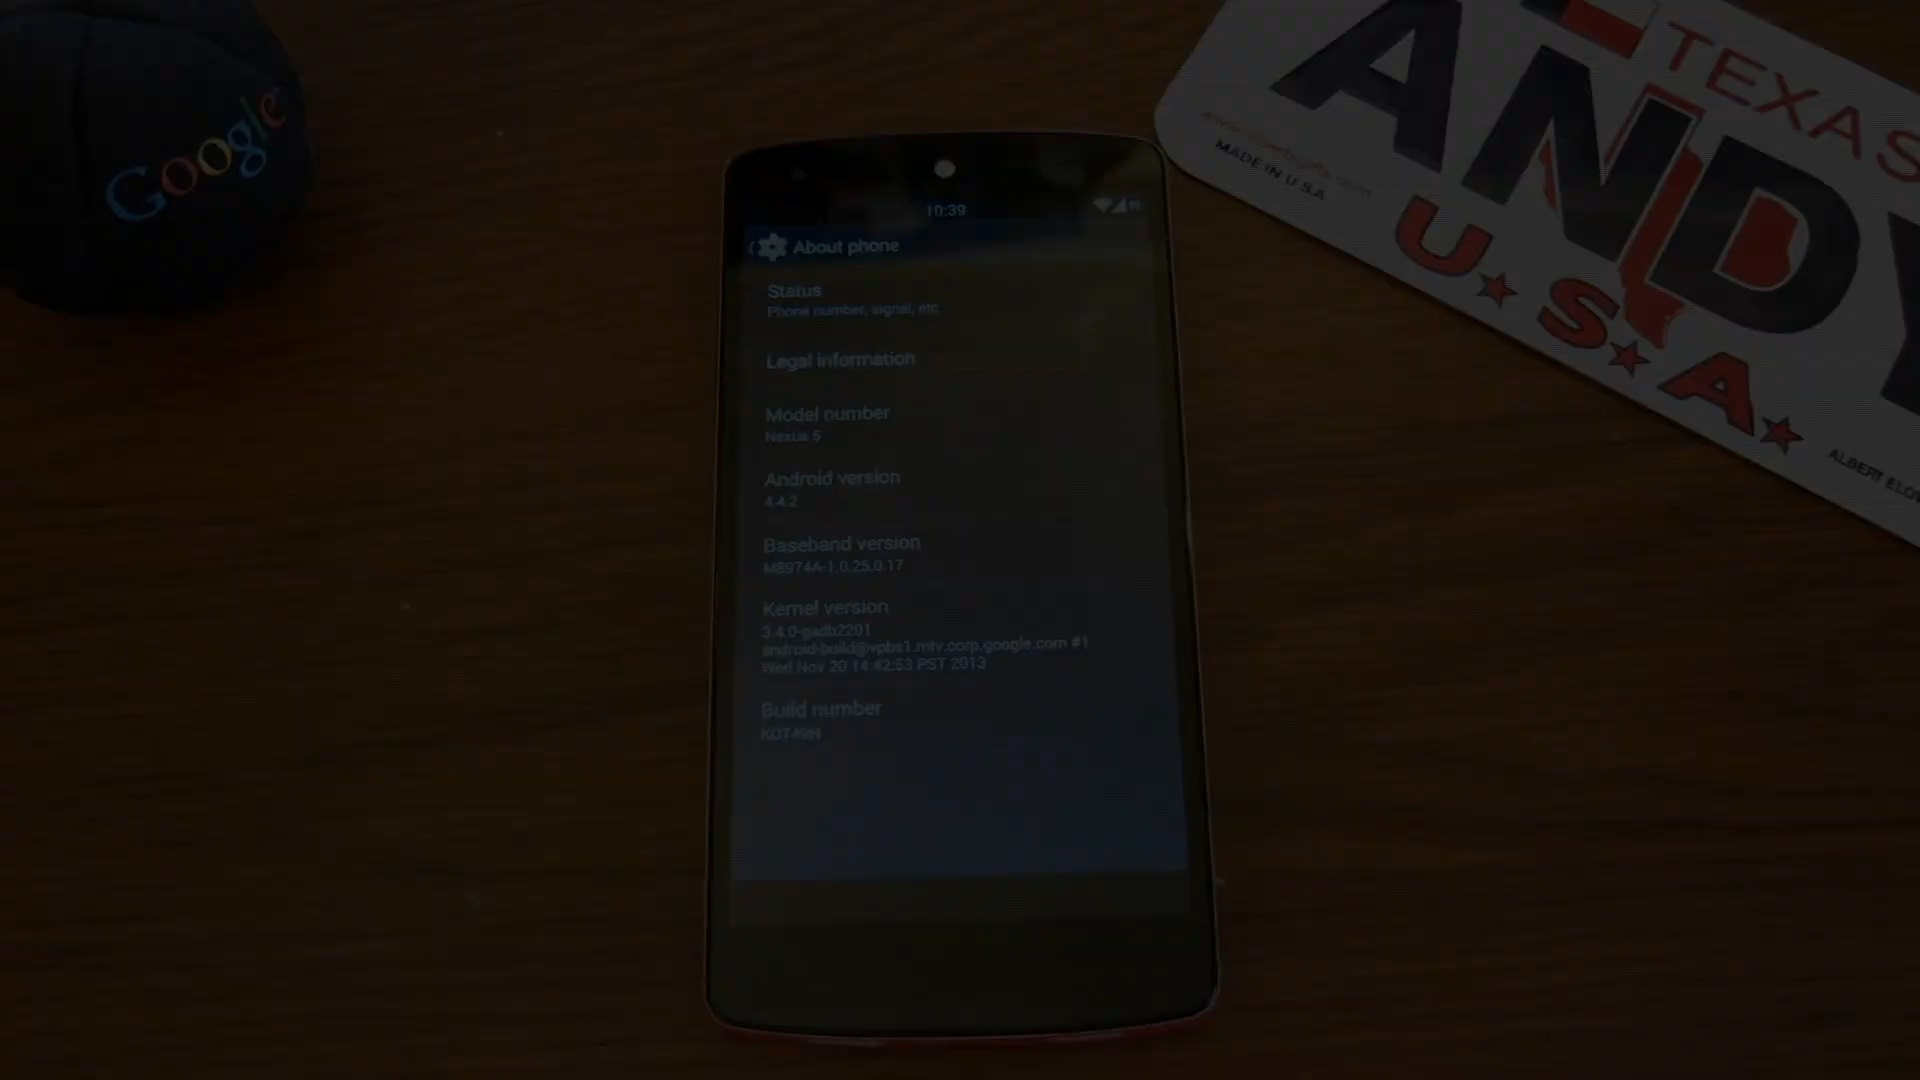 Google
TEXAS
ANDY
MADE IN U.S.A
U★S★A★
10:39
About phone
Status
Phone number, signal, etc.
Legal information
Model number
Nexus 5
Android version
4.4.2
Baseband version
M8974A-1.0.25.0.17
Kernel version
3.4.0-gadb2201
android-build@vpbs1.mtv.corp.google.com #1
Wed Nov 20 14:42:53 PST 2013
Build number
KOT49H